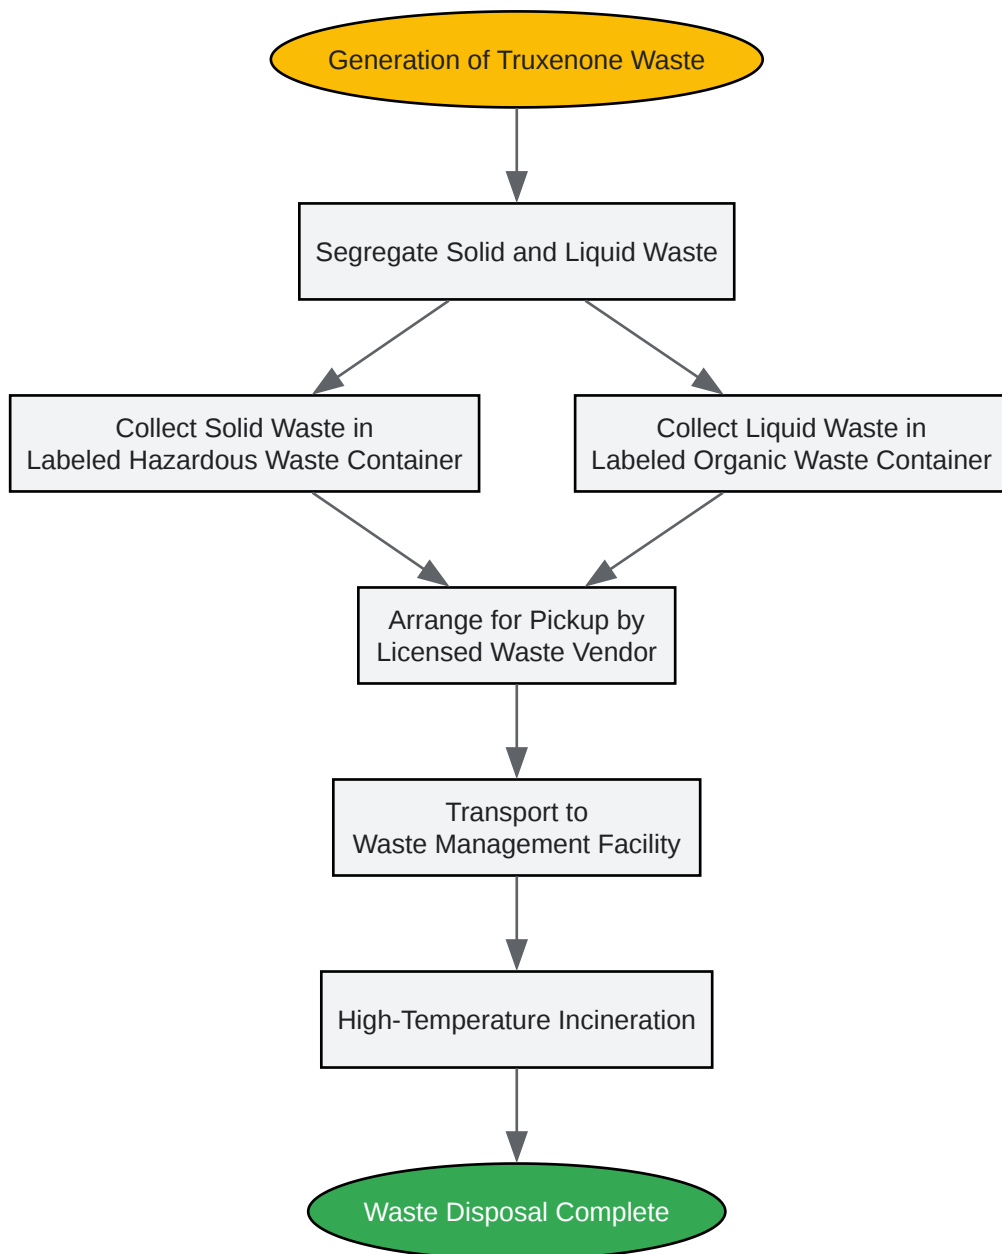 Generation of Truxenone Waste
Segregate Solid and Liquid Waste
Collect Solid Waste in
Labeled Hazardous Waste Container
Collect Liquid Waste in
Labeled Organic Waste Container
Arrange for Pickup by
Licensed Waste Vendor
Transport to
Waste Management Facility
High-Temperature Incineration
Waste Disposal Complete